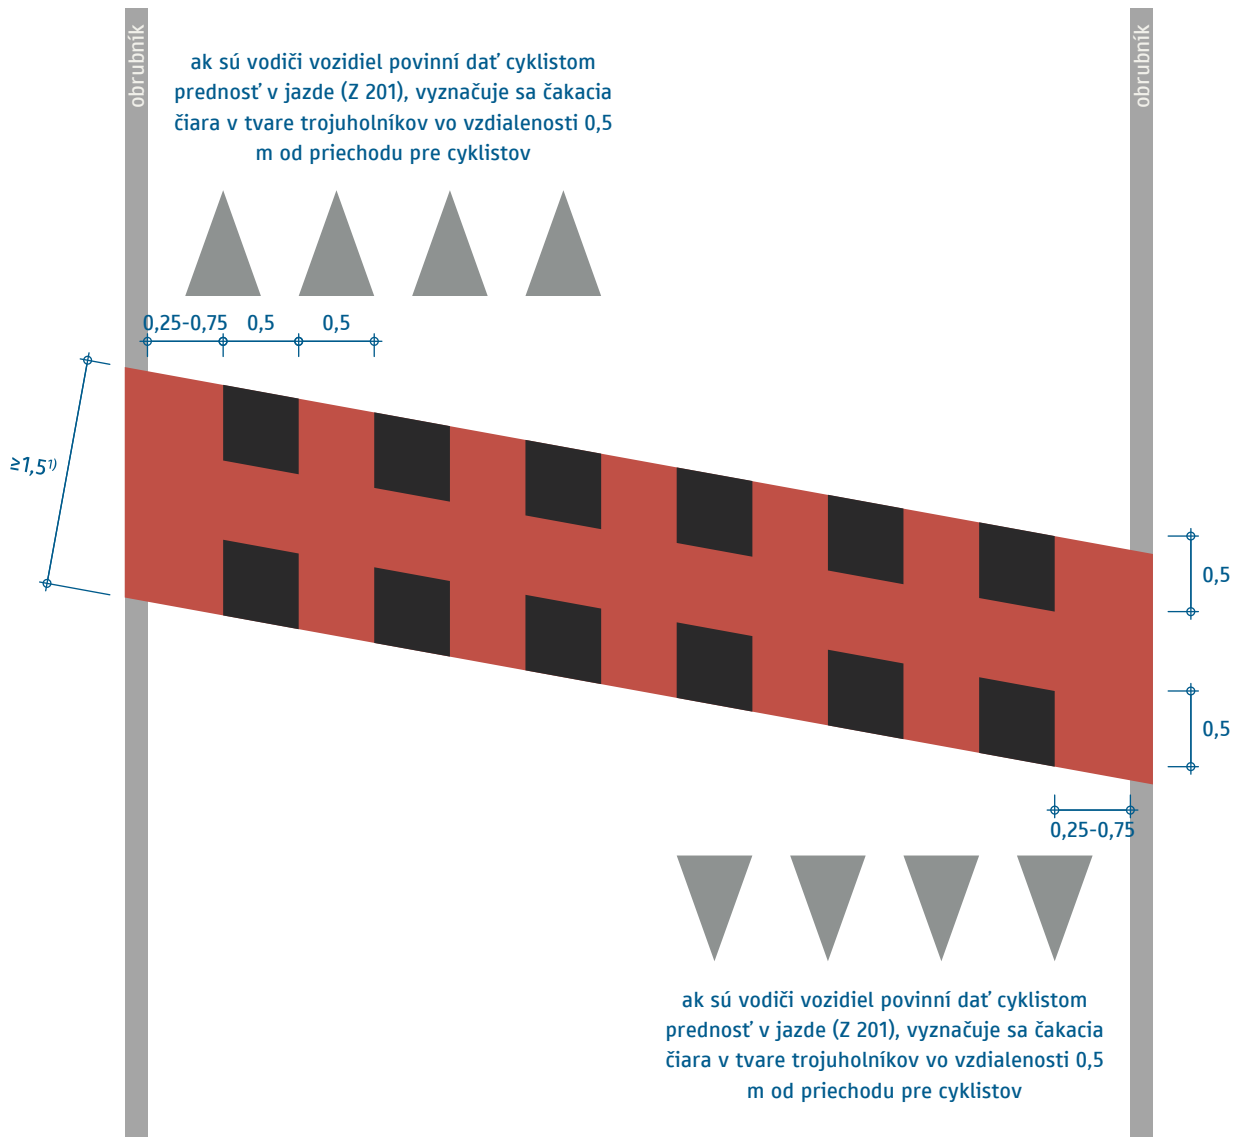 obrubník
obrubník
ak sú vodiči vozidiel povinní dať cyklistom
prednosť v jazde (Z 201), vyznačuje sa čakacia
čiara v tvare trojuholníkov vo vzdialenosti 0,5
m od priechodu pre cyklistov
0,25-0,75 0,5 0,5
≥1,5¹⁾
0,5
0,5
0,25-0,75
ak sú vodiči vozidiel povinní dať cyklistom
prednosť v jazde (Z 201), vyznačuje sa čakacia
čiara v tvare trojuholníkov vo vzdialenosti 0,5
m od priechodu pre cyklistov